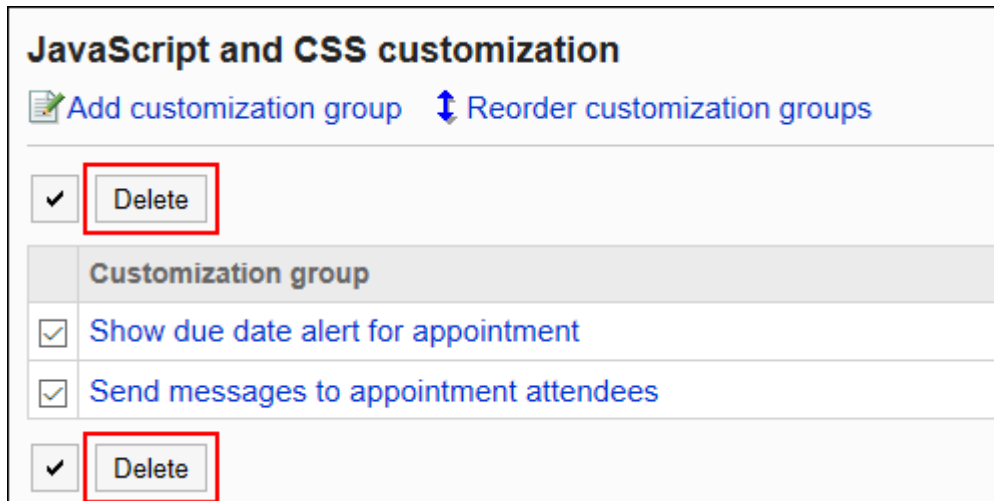 JavaScript and CSS customization
Add customization group Reorder customization groups
Delete
Customization group
Show due date alert for appointment
Send messages to appointment attendees
Delete